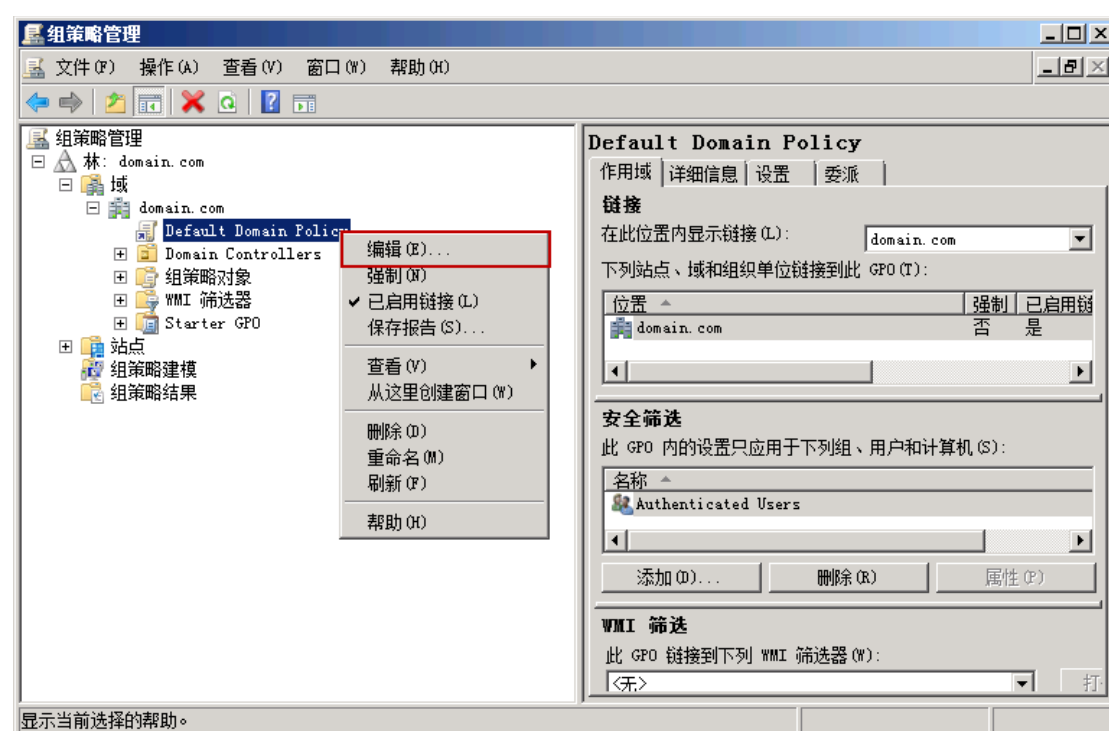 组策略管理
文件(F) 操作(A) 查看(V) 窗口(W) 帮助(H)
组策略管理
林: domain.com
域
domain.com
Default Domain Policy
Domain Controllers
组策略对象
WMI 筛选器
Starter GPO
站点
组策略建模
组策略结果
编辑(E)...
强制(N)
已启用链接(L)
保存报告(S)...
查看(V)
从这里创建窗口(W)
删除(D)
重命名(M)
刷新(F)
帮助(H)
Default Domain Policy
作用域 详细信息 设置 委派
链接
在此位置内显示链接(L): domain.com
下列站点、域和组织单位链接到此 GPO(T):
位置 强制 已启用链
domain.com 否 是
安全筛选
此 GPO 内的设置只应用于下列组、用户和计算机(S):
名称
Authenticated Users
添加(D)... 删除(R) 属性(P)
WMI 筛选
此 GPO 链接到下列 WMI 筛选器(W):
<无> 打
显示当前选择的帮助。